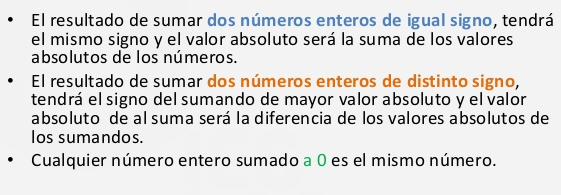 • El resultado de sumar dos números enteros de igual signo, tendrá
el mismo signo y el valor absoluto será la suma de los valores
absolutos de los números.
• El resultado de sumar dos números enteros de distinto signo,
tendrá el signo del sumando de mayor valor absoluto y el valor
absoluto de al suma será la diferencia de los valores absolutos de
los sumandos.
• Cualquier número entero sumado a 0 es el mismo número.